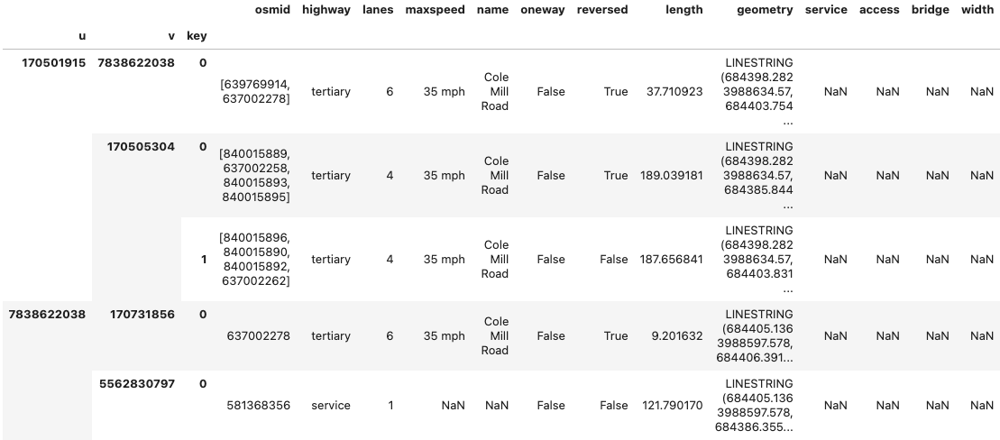 osmid highway lanes maxspeed name oneway reversed length geometry service access bridge width
u v key
170501915 7838622038 0 [639769914, 637002278] tertiary 6 35 mph Cole Mill Road False True 37.710923 LINESTRING (684398.282 3988634.57, 684403.754 ... NaN NaN NaN NaN
170505304 0 [840015889, 637002258, 840015893, 840015895] tertiary 4 35 mph Cole Mill Road False True 189.039181 LINESTRING (684398.282 3988634.57, 684385.844 ... NaN NaN NaN NaN
1 [840015896, 840015890, 840015892, 637002262] tertiary 4 35 mph Cole Mill Road False False 187.656841 LINESTRING (684398.282 3988634.57, 684403.831 ... NaN NaN NaN NaN
7838622038 170731856 0 637002278 tertiary 6 35 mph Cole Mill Road False True 9.201632 LINESTRING (684405.136 3988597.578, 684406.391... NaN NaN NaN NaN
5562830797 0 581368356 service 1 NaN NaN False False 121.790170 LINESTRING (684405.136 3988597.578, 684386.355... NaN NaN NaN NaN